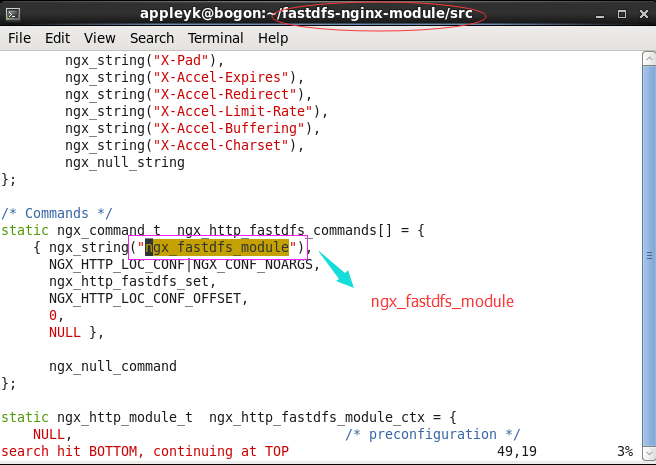 appleyk@bogon:~/fastdfs-nginx-module/src
File Edit View Search Terminal Help
        ngx_string("X-Pad"),
        ngx_string("X-Accel-Expires"),
        ngx_string("X-Accel-Redirect"),
        ngx_string("X-Accel-Limit-Rate"),
        ngx_string("X-Accel-Buffering"),
        ngx_string("X-Accel-Charset"),
        ngx_null_string
};
/* Commands */
static ngx_command_t  ngx_http_fastdfs_commands[] = {
    { ngx_string("ngx_fastdfs_module"),
      NGX_HTTP_LOC_CONF|NGX_CONF_NOARGS,
      ngx_http_fastdfs_set,
      NGX_HTTP_LOC_CONF_OFFSET,
      0,
      NULL },
ngx_fastdfs_module
      ngx_null_command
};
static ngx_http_module_t  ngx_http_fastdfs_module_ctx = {
    NULL,                                  /* preconfiguration */
search hit BOTTOM, continuing at TOP                          49,19          3%